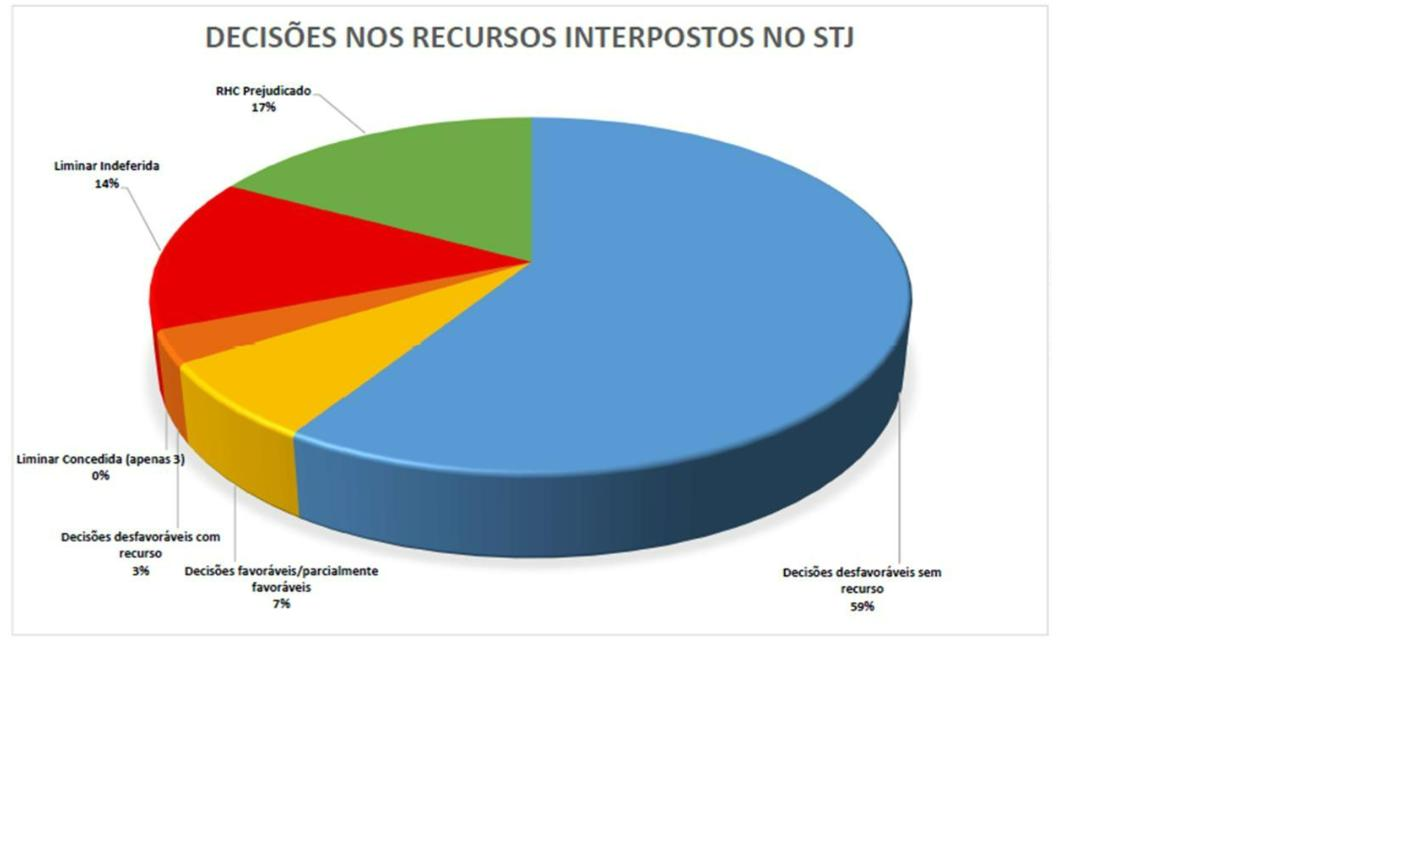 DECISÕES NOS RECURSOS INTERPOSTOS NO STJ
RHC Prejudicado
17%
Liminar Indeferida
14%
Liminar Concedida (apenas 3)
0%
Decisões desfavoráveis com
recurso
3%
Decisões favoráveis/parcialmente
favoráveis
7%
Decisões desfavoráveis sem
recurso
59%